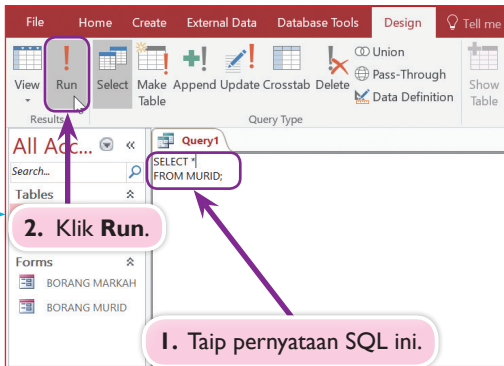 File Home Create External Data Database Tools Design Tell me
View Run Select Make Table Append Update Crosstab Delete Union Pass-Through Data Definition Show Table
Results Query Type
All Acc... «
Query1
Search...
SELECT *
FROM MURID;
Tables
2. Klik Run.
Forms
BORANG MARKAH
BORANG MURID
1. Taip pernyataan SQL ini.